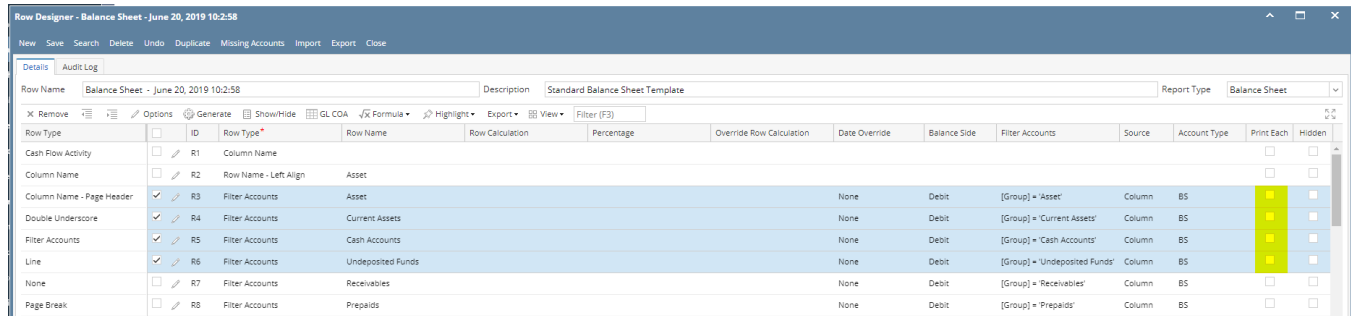 Row Designer - Balance Sheet - June 20, 2019 10:2:58
New Save Search Delete Undo Duplicate Missing Accounts Import Export Close
Details Audit Log
Row Name Balance Sheet - June 20, 2019 10:2:58 Description Standard Balance Sheet Template Report Type Balance Sheet
Remove Options Generate Show/Hide GL COA Formula Highlight Export View Filter (F3)
Row Type ID Row Type* Row Name Row Calculation Percentage Override Row Calculation Date Override Balance Side Filter Accounts Source Account Type Print Each Hidden
Cash Flow Activity R1 Column Name
Column Name R2 Row Name - Left Align Asset
Column Name - Page Header R3 Filter Accounts Asset None Debit [Group] = 'Asset' Column BS
Double Underscore R4 Filter Accounts Current Assets None Debit [Group] = 'Current Assets' Column BS
Filter Accounts R5 Filter Accounts Cash Accounts None Debit [Group] = 'Cash Accounts' Column BS
Line R6 Filter Accounts Undeposited Funds None Debit [Group] = 'Undeposited Funds' Column BS
None R7 Filter Accounts Receivables None Debit [Group] = 'Receivables' Column BS
Page Break R8 Filter Accounts Prepaids None Debit [Group] = 'Prepaids' Column BS